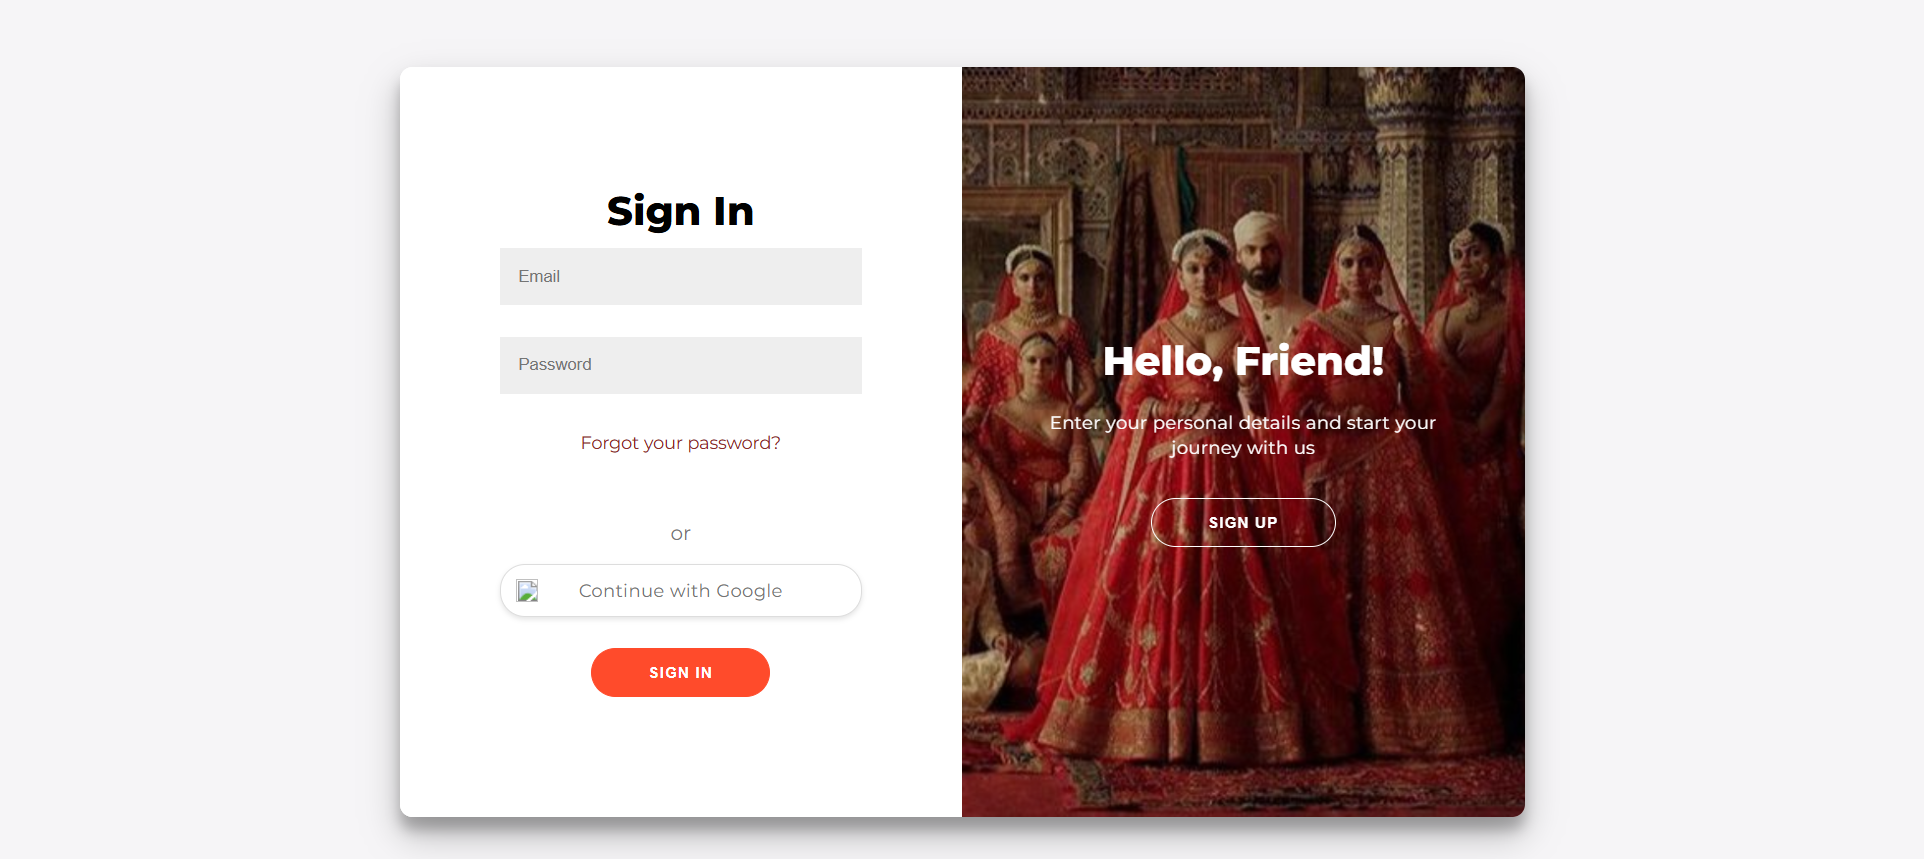 Sign In
Email
Password
Forgot your password?
or
Continue with Google
SIGN IN
Hello, Friend!
Enter your personal details and start your
journey with us
SIGN UP